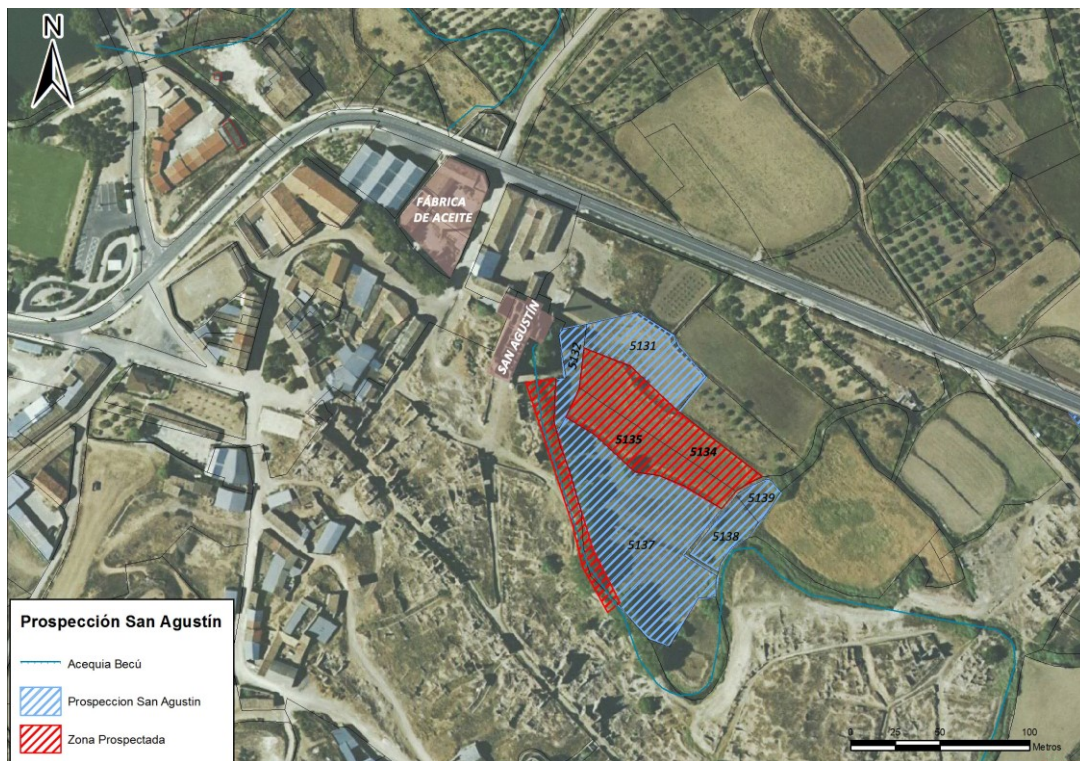 N
FÁBRICA
DE ACEITE
SAN AGUSTÍN
5132
5131
5135
5134
5139
5138
5137
Prospección San Agustín
Acequia Becú
Prospeccion San Agustin
Zona Prospectada
0 25 50 100
Metros